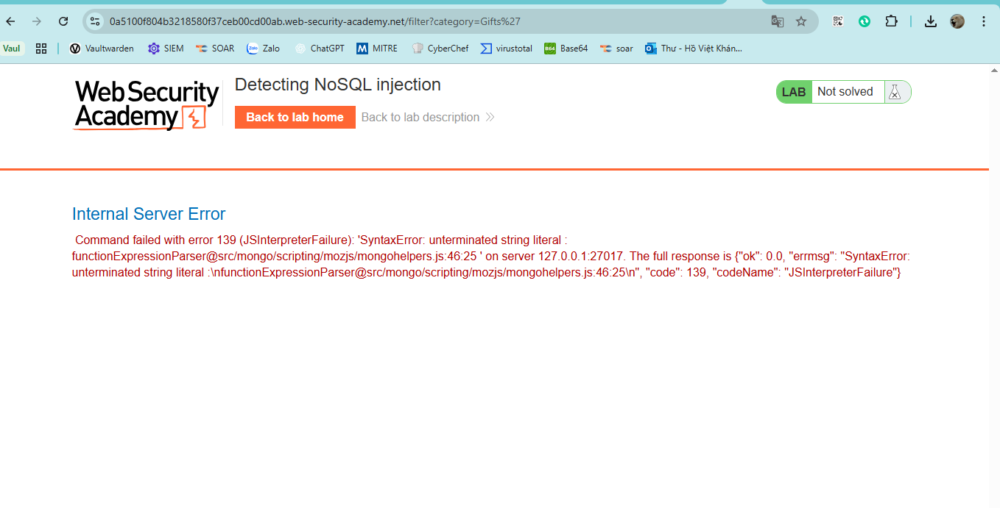 0a5100f804b3218580f37ceb00cd00ab.web-security-academy.net/filter?category=Gifts%27
Vaul Vaultwarden SIEM SOAR Zalo Zalo ChatGPT M MITRE CyberChef virustotal B64 Base64 soar Thư - Hồ Việt Khán...
Web Security
Academy
Detecting NoSQL injection
Back to lab home Back to lab description
LAB Not solved
Internal Server Error
Command failed with error 139 (JSInterpreterFailure): 'SyntaxError: unterminated string literal :
functionExpressionParser@src/mongo/scripting/mozjs/mongohelpers.js:46:25 ' on server 127.0.0.1:27017. The full response is {"ok": 0.0, "errmsg": "SyntaxError:
unterminated string literal :\nfunctionExpressionParser@src/mongo/scripting/mozjs/mongohelpers.js:46:25\n", "code": 139, "codeName": "JSInterpreterFailure"}